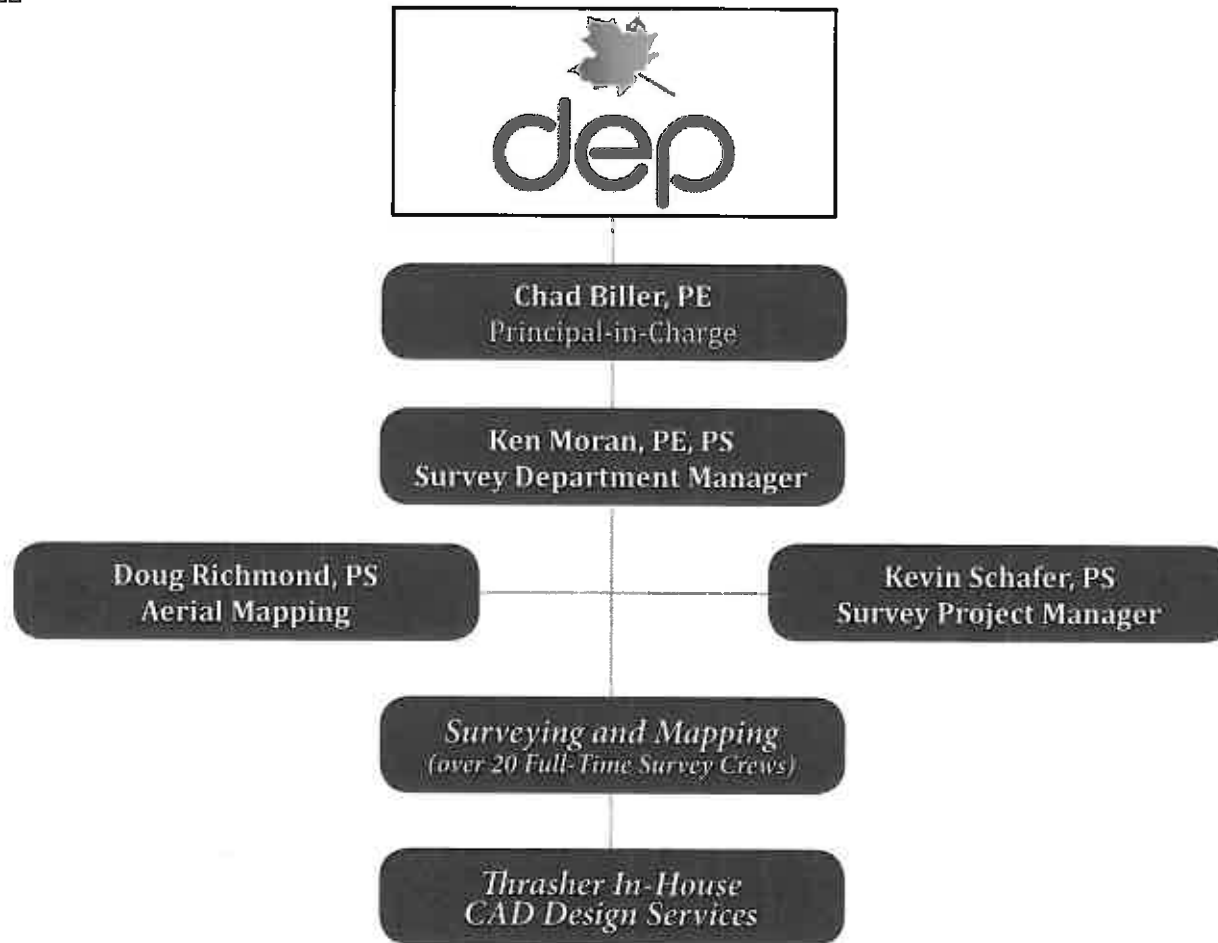 dep
Chad Biller, PE
Principal-in-Charge
Ken Moran, PE, PS
Survey Department Manager
Doug Richmond, PS
Aerial Mapping
Kevin Schafer, PS
Survey Project Manager
Surveying and Mapping
(over 20 Full-Time Survey Crews)
Thrasher In-House
CAD Design Services